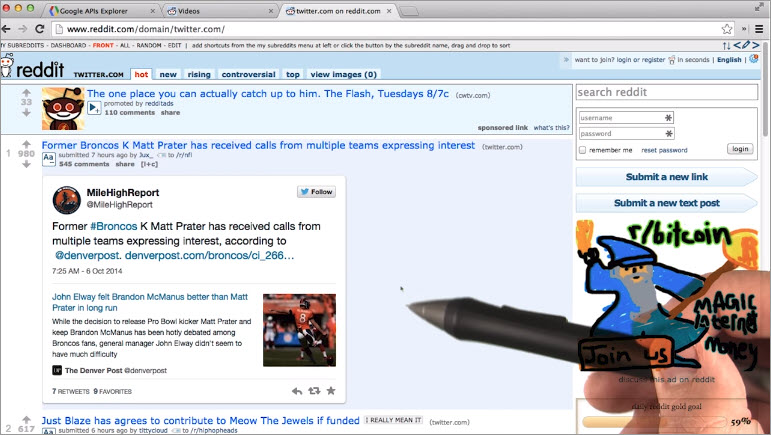 Google APIs Explorer
Videos
twitter.com on reddit.com
www.reddit.com/domain/twitter.com/
MY SUBREDDITS - DASHBOARD - FRONT - ALL - RANDOM - EDIT | add shortcuts from the my subreddits menu at left or click the button by the subreddit name, drag and drop to sort
reddit TWITTER.COM hot new rising controversial top view images (0)
want to join? login or register in seconds | English
33
The one place you can actually catch up to him. The Flash, Tuesdays 8/7c (cwtv.com)
promoted by redditads
110 comments share
sponsored link what's this?
search reddit
username
password
remember me reset password login
Submit a new link
Submit a new text post
1 980
Former Broncos K Matt Prater has received calls from multiple teams expressing interest (twitter.com)
Aa submitted 7 hours ago by Jux_ to /r/nfl
545 comments share [l+c]
MileHighReport
@MileHighReport
Follow
Former #Broncos K Matt Prater has received calls from
multiple teams expressing interest, according to
@denverpost. denverpost.com/broncos/ci_266…
7:25 AM - 6 Oct 2014
John Elway felt Brandon McManus better than Matt
Prater in long run
While the decision to release Pro Bowl kicker Matt Prater and
keep Brandon McManus has been hotly debated among
Broncos fans, general manager John Elway didn't seem to
have much difficulty
The Denver Post @denverpost
7 RETWEETS 9 FAVORITES
r/bitcoin
MAGIC
internet
money
Join us
discuss this ad on reddit
daily reddit gold goal
59%
2 617
Just Blaze has agrees to contribute to Meow The Jewels if funded I REALLY MEAN IT (twitter.com)
Aa submitted 6 hours ago by tittycloud to /r/hiphopheads